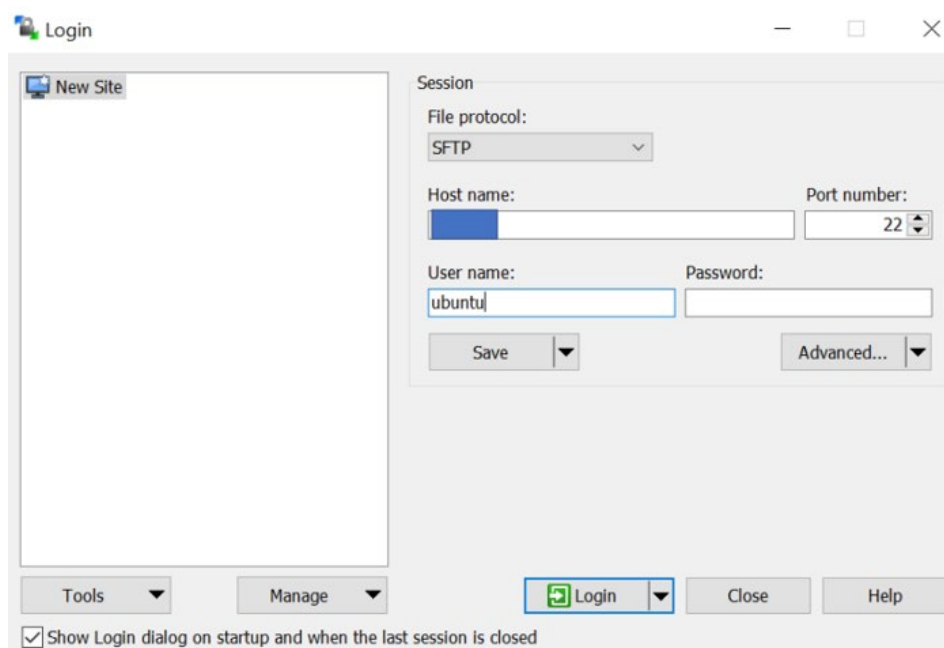 Login
New Site
Session
File protocol:
SFTP
Host name:
Port number:
22
User name:
Password:
ubuntu
Save
Advanced...
Tools
Manage
Login
Close
Help
Show Login dialog on startup and when the last session is closed